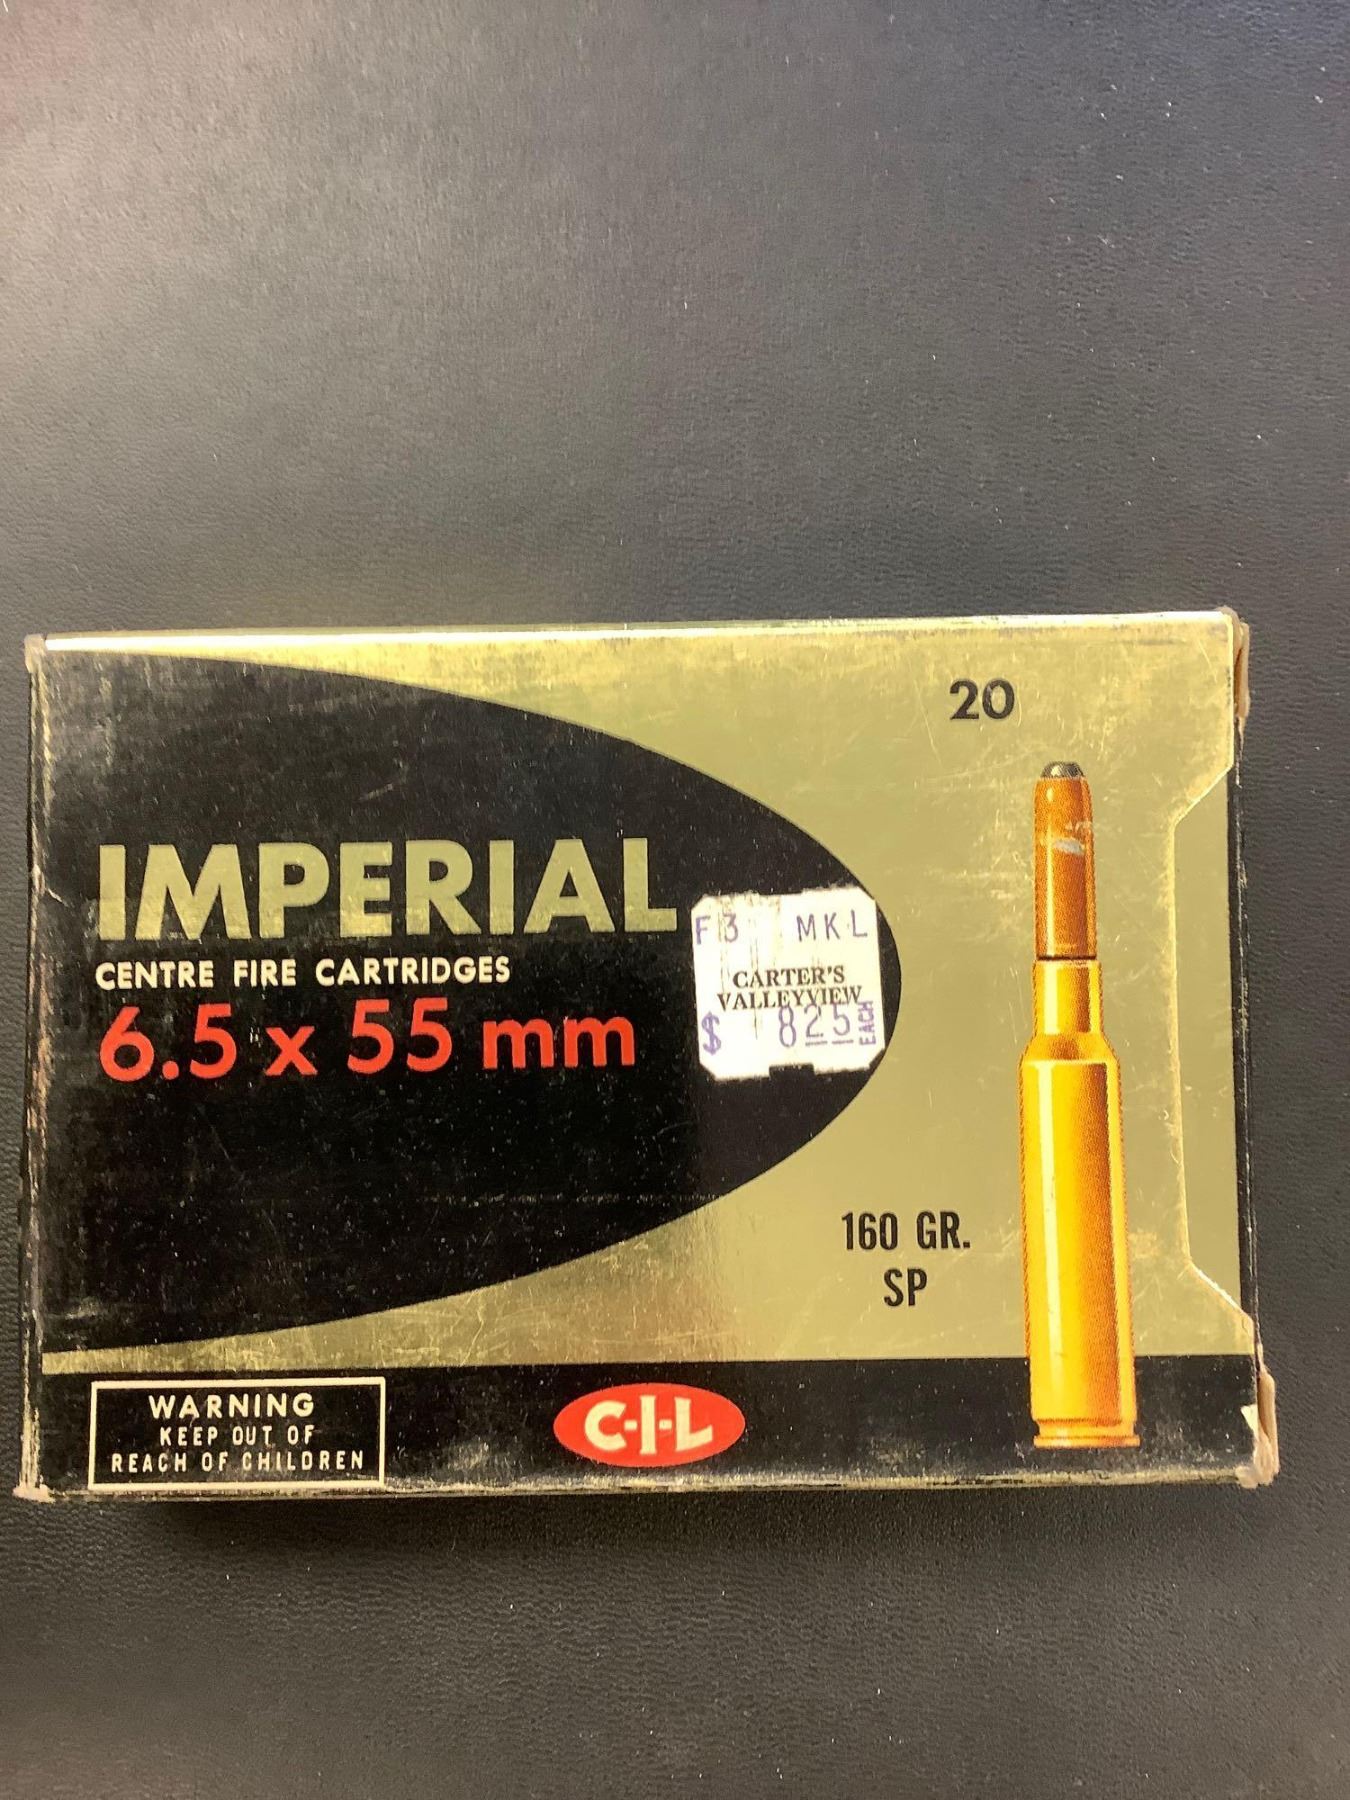 20
IMPERIAL
CENTRE FIRE CARTRIDGES
6.5 x 55 mm
F 3 MKL
CARTER'S
VALLEYVIEW
$ 825 EACH
160 GR.
SP
WARNING
KEEP OUT OF
REACH OF CHILDREN
C-I-L